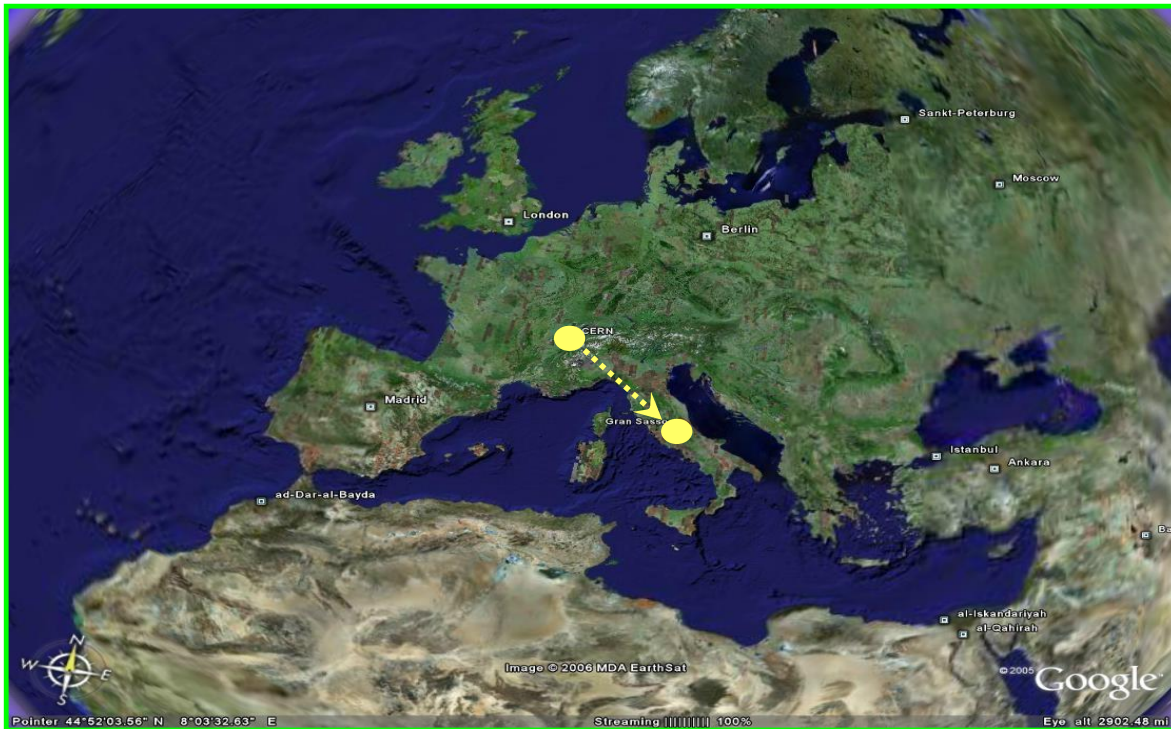 Sankt-Peterburg
Moscow
London
Berlin
CERN
Madrid
Gran Sasso
Istanbul
Ankara
ad-Dar-al-Bayda
Ba
al-Iskandariyah
al-Qahirah
N
W
E
S
Image © 2006 MDA EarthSat
© 2005 Google
Pointer 44°52'03.56" N 8°03'32.63" E
Streaming |||||||||| 100%
Eye alt 2902.48 mi